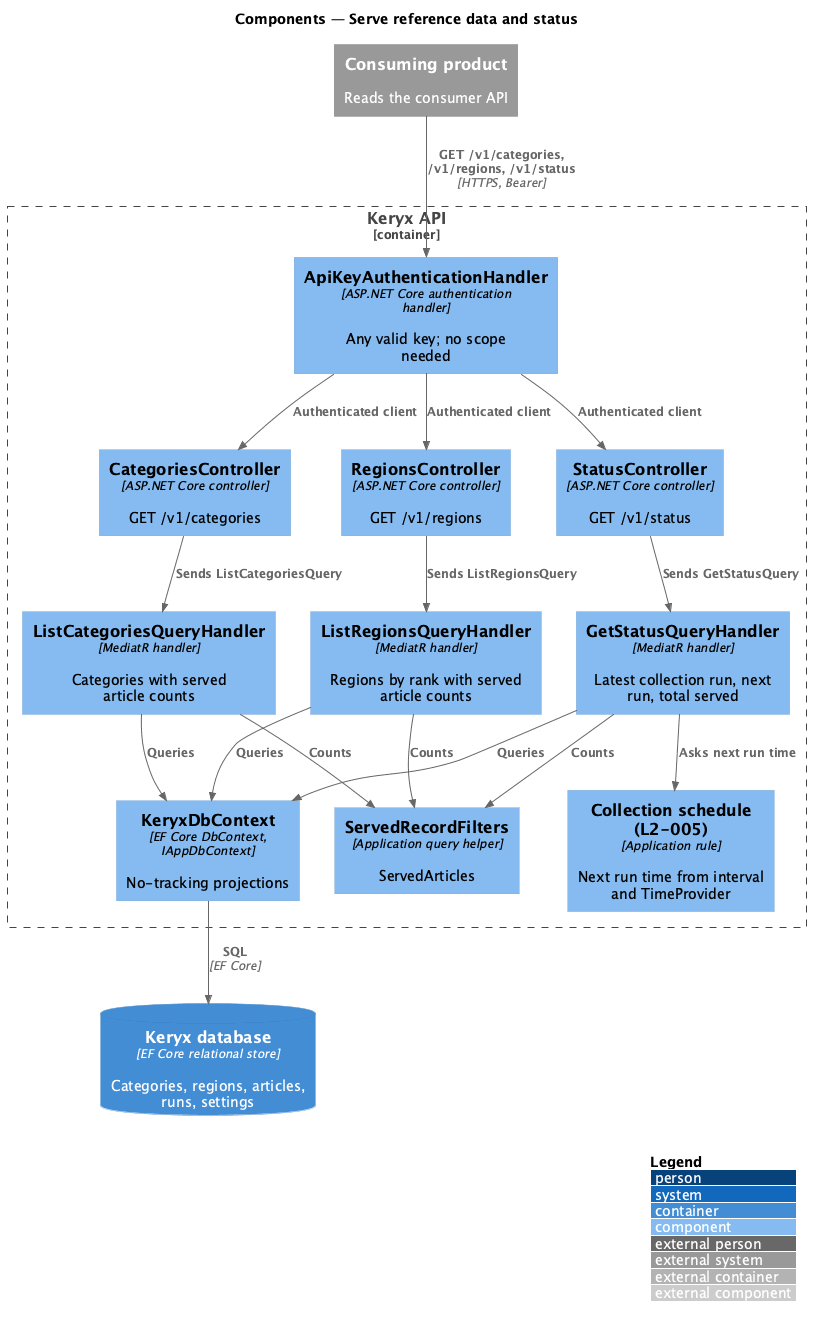 Components — Serve reference data and status
Consuming product
Reads the consumer API
GET /v1/categories,
/v1/regions, /v1/status
[HTTPS, Bearer]
Keryx API
[container]
ApiKeyAuthenticationHandler
[ASP.NET Core authentication
handler]
Any valid key; no scope
needed
Authenticated client
Authenticated client
Authenticated client
CategoriesController
[ASP.NET Core controller]
GET /v1/categories
RegionsController
[ASP.NET Core controller]
GET /v1/regions
StatusController
[ASP.NET Core controller]
GET /v1/status
Sends ListCategoriesQuery
Sends ListRegionsQuery
Sends GetStatusQuery
ListCategoriesQueryHandler
[MediatR handler]
Categories with served
article counts
ListRegionsQueryHandler
[MediatR handler]
Regions by rank with served
article counts
GetStatusQueryHandler
[MediatR handler]
Latest collection run, next
run, total served
Queries
Queries
Counts
Counts
Queries
Counts
Asks next run time
KeryxDbContext
[EF Core DbContext,
IAppDbContext]
No-tracking projections
ServedRecordFilters
[Application query helper]
ServedArticles
Collection schedule
(L2-005)
[Application rule]
Next run time from interval
and TimeProvider
SQL
[EF Core]
Keryx database
[EF Core relational store]
Categories, regions, articles,
runs, settings
Legend
person
system
container
component
external person
external system
external container
external component